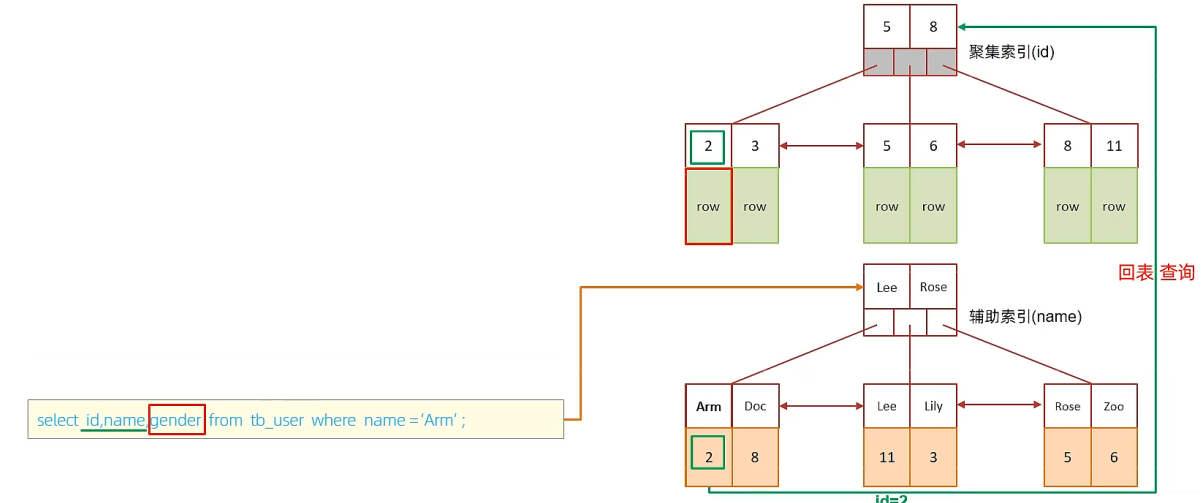 5 8
聚集索引(id)
2 3 5 6 8 11
row row row row row row
回表 查询
Lee Rose
辅助索引(name)
Arm Doc Lee Lily Rose Zoo
select id,name,gender from tb_user where name = ‘Arm’ ;
2 8 11 3 5 6
id=2